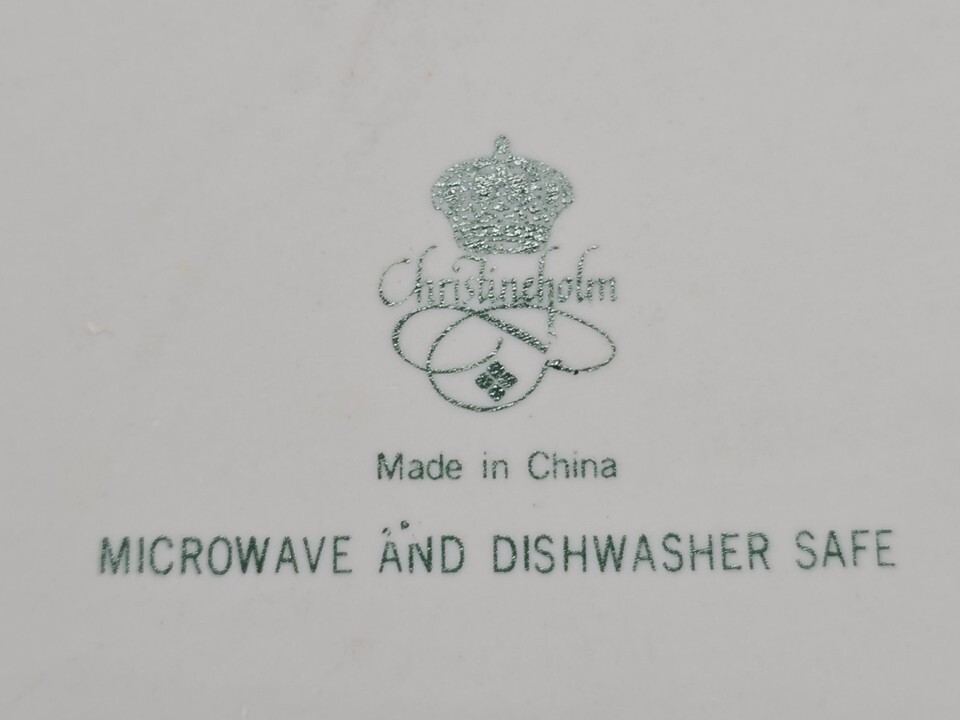 Christineholm
Made in China
MICROWAVE AND DISHWASHER SAFE